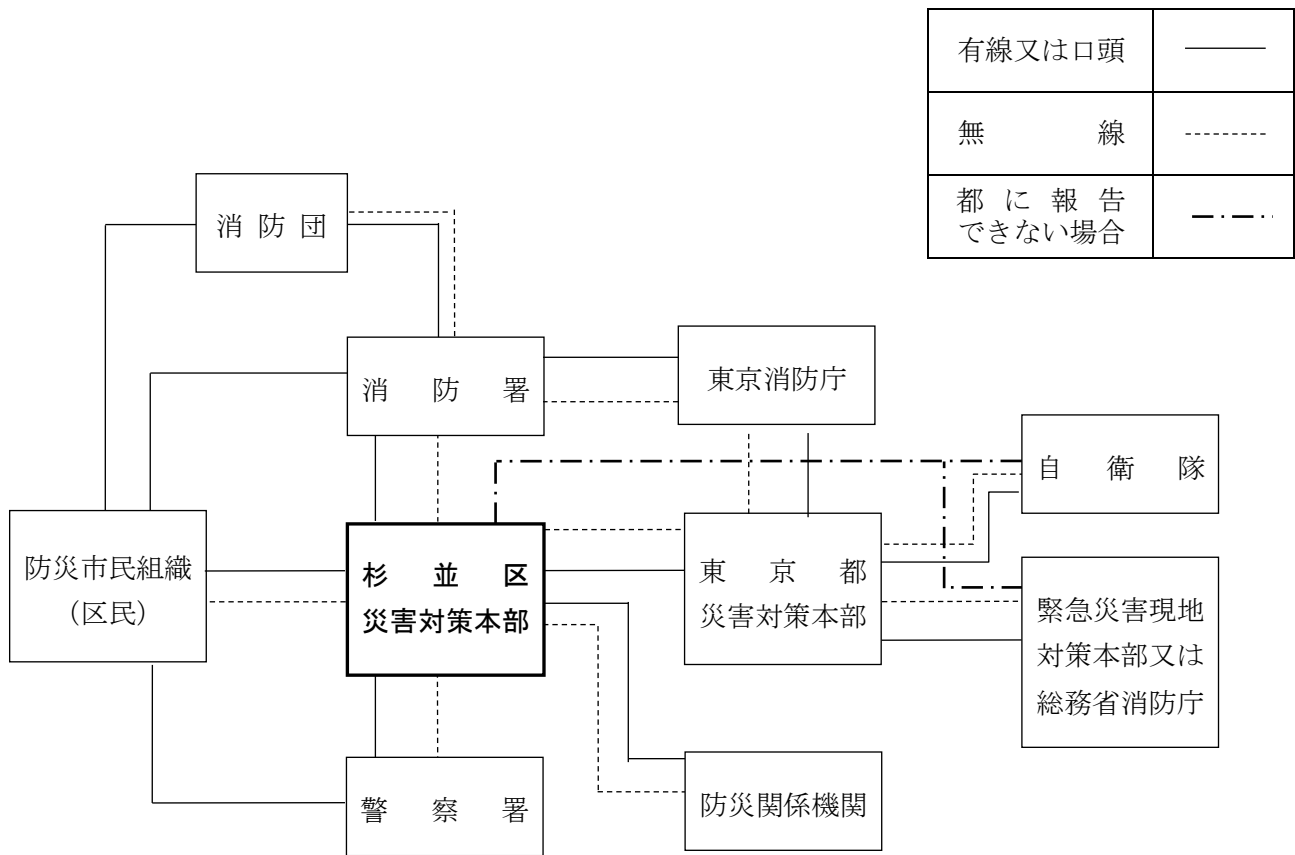 有線又は口頭
無線
都に報告
できない場合
消防団
消防署
東京消防庁
自衛隊
防災市民組織
(区民)
杉並区
災害対策本部
東京都
災害対策本部
緊急災害現地
対策本部又は
総務省消防庁
警察署
防災関係機関